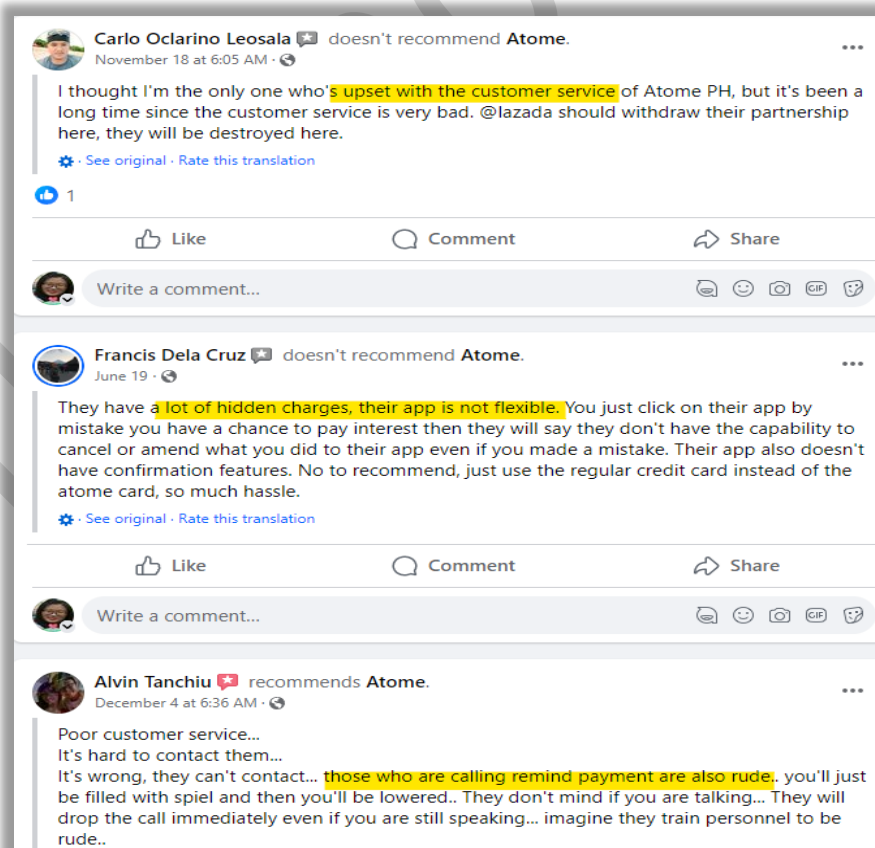 Carlo Oclarino Leosala doesn't recommend Atome.
November 18 at 6:05 AM ·
I thought I'm the only one who's upset with the customer service of Atome PH, but it's been a
long time since the customer service is very bad. @lazada should withdraw their partnership
here, they will be destroyed here.
· See original · Rate this translation
1
Like Comment Share
Write a comment...
GIF
Francis Dela Cruz doesn't recommend Atome.
June 19 ·
They have a lot of hidden charges, their app is not flexible. You just click on their app by
mistake you have a chance to pay interest then they will say they don't have the capability to
cancel or amend what you did to their app even if you made a mistake. Their app also doesn't
have confirmation features. No to recommend, just use the regular credit card instead of the
atome card, so much hassle.
· See original · Rate this translation
Like Comment Share
Write a comment...
GIF
Alvin Tanchiu recommends Atome.
December 4 at 6:36 AM ·
Poor customer service...
It's hard to contact them...
It's wrong, they can't contact... those who are calling remind payment are also rude.. you'll just
be filled with spiel and then you'll be lowered.. They don't mind if you are talking... They will
drop the call immediately even if you are still speaking... imagine they train personnel to be
rude..